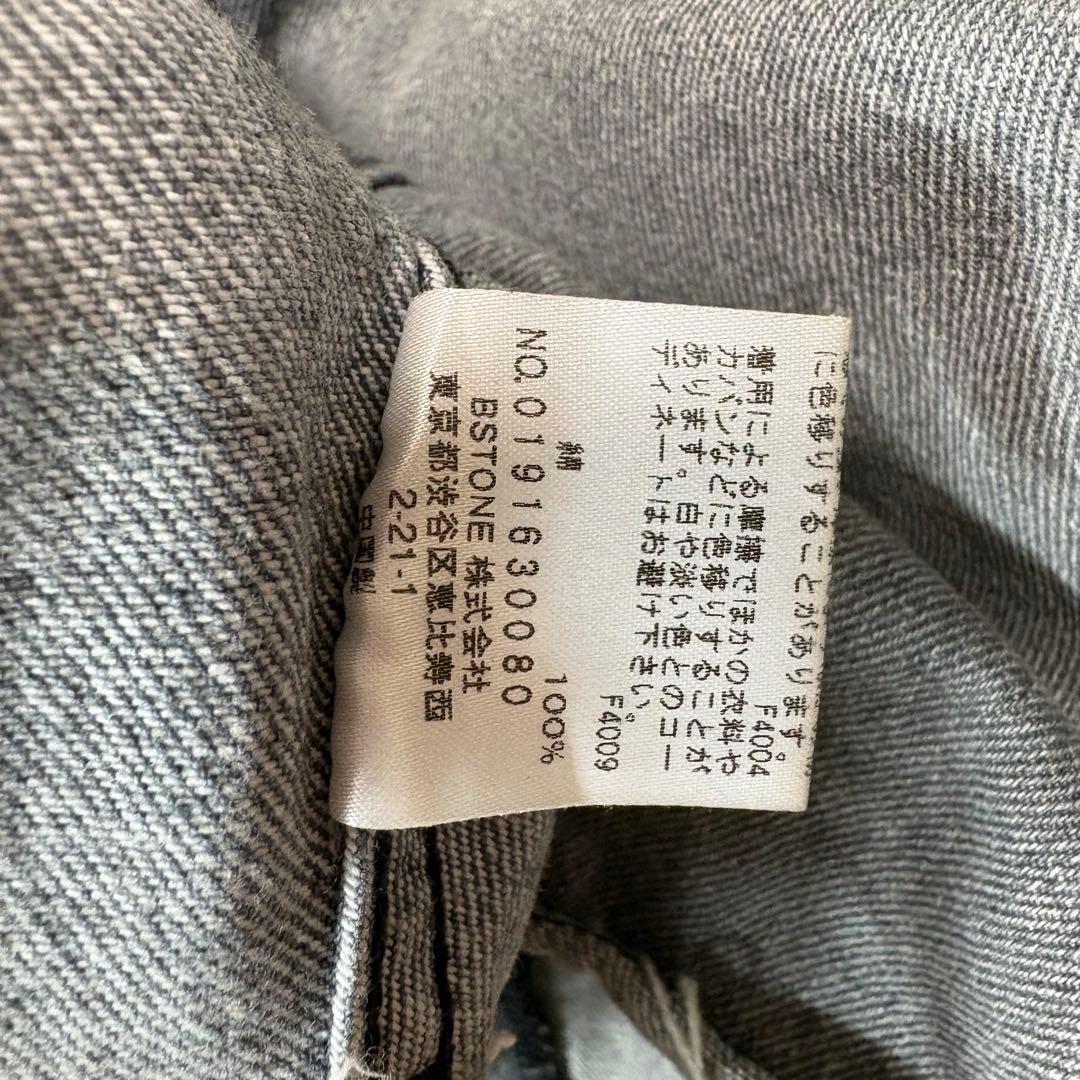 に色移りすることがあります。
F4004
着用による摩擦でほかの衣料や
カバンなどに色移りすることが
あります。白や淡い色とのコー
ディネートはお避け下さい。
F4009
綿 100%
NO. 0191630080
BSTONE 株式会社
東京都渋谷区恵比寿西
2-21-1
中国製